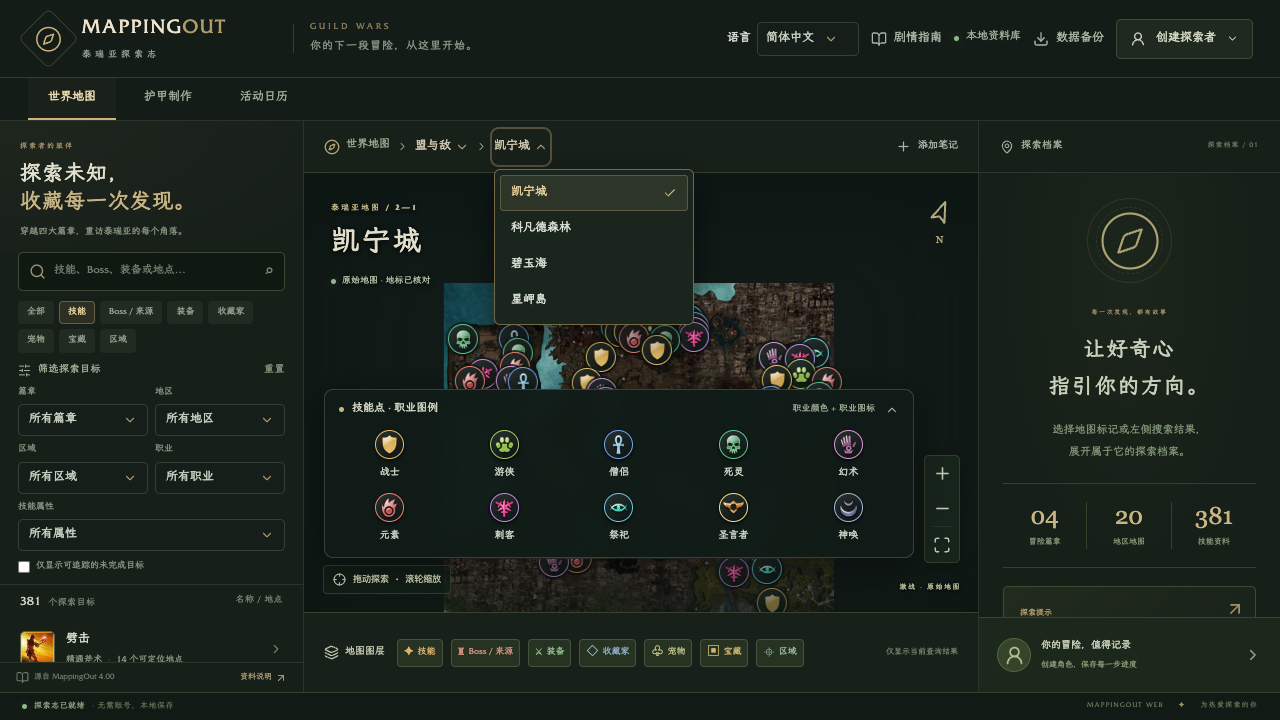 MAPPINGOUT
泰瑞亚探索志
GUILD WARS
你的下一段冒险，从这里开始。
语言
简体中文
剧情指南
本地资料库
数据备份
创建探索者
世界地图
护甲制作
活动日历
探索者的旅伴
探索未知，
收藏每一次发现。
穿越四大篇章，重访泰瑞亚的每个角落。
技能、Boss、装备或地点...
全部
技能
Boss / 来源
装备
收藏家
宠物
宝藏
区域
筛选探索目标
重置
篇章
地区
所有篇章
所有地区
区域
职业
所有区域
所有职业
技能属性
所有属性
仅显示可追踪的未完成目标
381 个探索目标
名称 / 地点
劈击
精通斧术 · 14 个可定位地点
源自 MappingOut 4.00
资料说明
世界地图
盟与敌
凯宁城
添加笔记
凯宁城
科凡德森林
碧玉海
星岬岛
泰瑞亚地图 / 2—1
凯宁城
原始地图 · 地标已核对
N
技能点 · 职业图例
职业颜色 + 职业图标
战士
游侠
僧侣
死灵
幻术
元素
刺客
祭祀
圣言者
神唤
拖动探索 · 滚轮缩放
激战 · 原始地图
地图图层
技能
Boss / 来源
装备
收藏家
宠物
宝藏
区域
仅显示当前查询结果
探索档案
探索档案 / 01
每一次发现，都有故事
让好奇心
指引你的方向。
选择地图标记或左侧搜索结果，
展开属于它的探索档案。
04
20
381
冒险篇章
地区地图
技能资料
探索提示
你的冒险，值得记录
创建角色，保存每一步进度
探索志已就绪 · 无需账号，本地保存
MAPPINGOUT WEB
为热爱探索的你